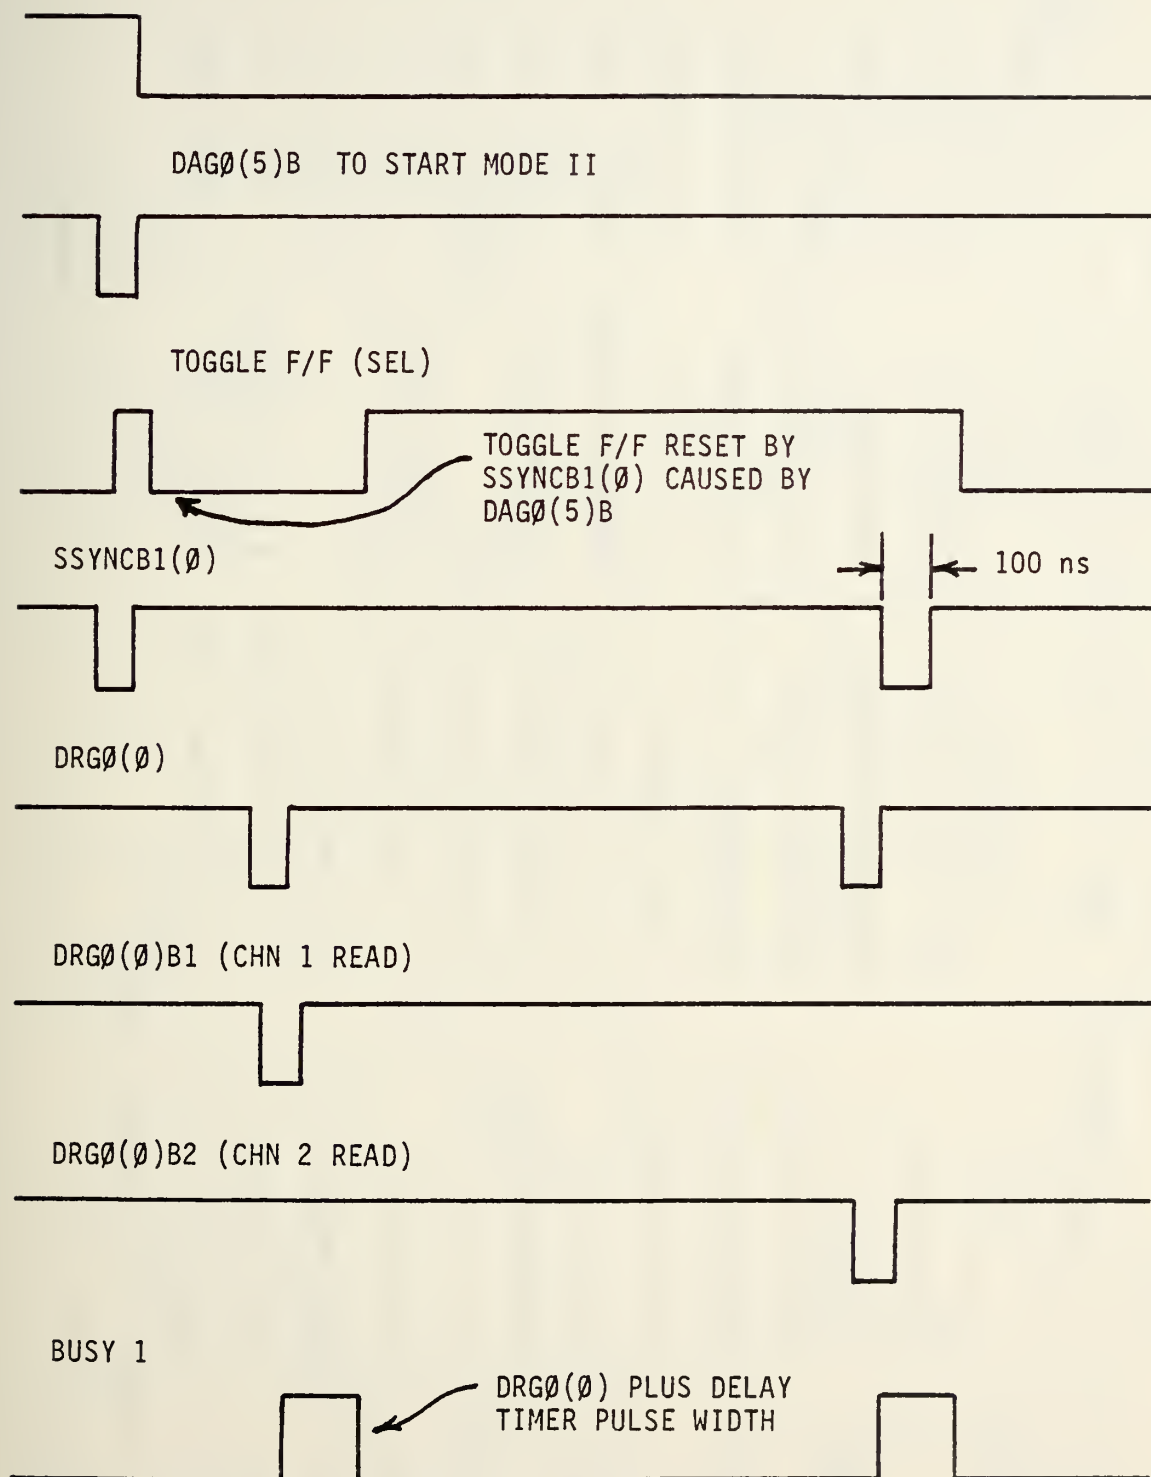 DAGØ(5)B TO START MODE II
TOGGLE F/F (SEL)
TOGGLE F/F RESET BY
SSYNCB1(Ø) CAUSED BY
DAGØ(5)B
SSYNCB1(Ø)
100 ns
DRGØ(Ø)
DRGØ(Ø)B1 (CHN 1 READ)
DRGØ(Ø)B2 (CHN 2 READ)
BUSY 1
DRGØ(Ø) PLUS DELAY
TIMER PULSE WIDTH